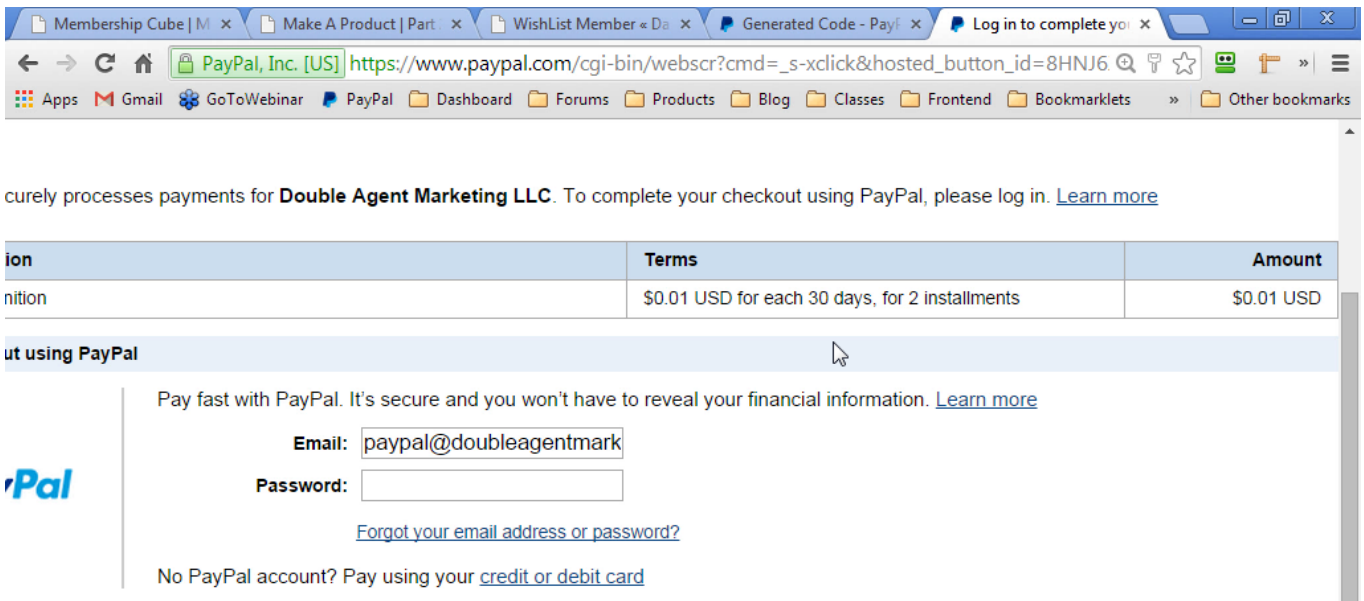 Membership Cube | M
Make A Product | Part
WishList Member « Da
Generated Code - PayP
Log in to complete you
PayPal, Inc. [US] https://www.paypal.com/cgi-bin/webscr?cmd=_s-xclick&hosted_button_id=8HNJ6
Apps Gmail GoToWebinar PayPal Dashboard Forums Products Blog Classes Frontend Bookmarklets » Other bookmarks
curely processes payments for Double Agent Marketing LLC. To complete your checkout using PayPal, please log in. Learn more
ion Terms Amount
nition $0.01 USD for each 30 days, for 2 installments $0.01 USD
ut using PayPal
Pay fast with PayPal. It's secure and you won't have to reveal your financial information. Learn more
Email: paypal@doubleagentmark
yPal Password:
Forgot your email address or password?
No PayPal account? Pay using your credit or debit card